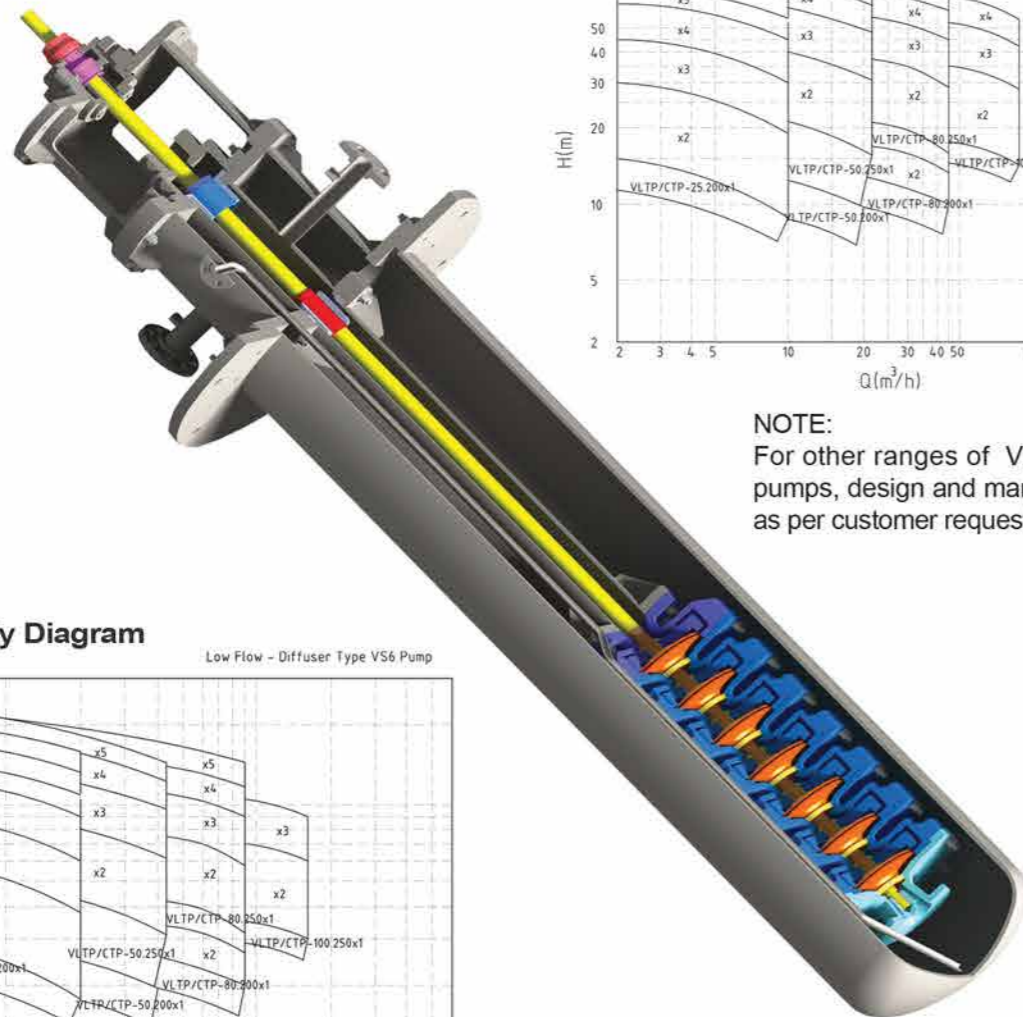 50
40
30
20
10
5
2
H(m)
x4
x4
x3
x4
x3
x3
x3
x2
x2
x2
x2
VLTP/CTP-80.250x1
VLTP/CTP-50.250x1
x2
VLTP/CTP-25.200x1
VLTP/CTP-80.200x1
VLTP/CTP-50.200x1
2 3 4 5 10 20 30 40 50
Q(m³/h)
NOTE:
For other ranges of
pumps, design and
as per customer
Diagram
Low Flow - Diffuser Type VS6 Pump
x5
x5
x4
x4
x3
x3
x3
x2
x2
x2
VLTP/CTP-80.250x1
VLTP/CTP-100.250x1
VLTP/CTP-50.250x1
x2
VLTP/CTP-80.200x1
VLTP/CTP-50.200x1